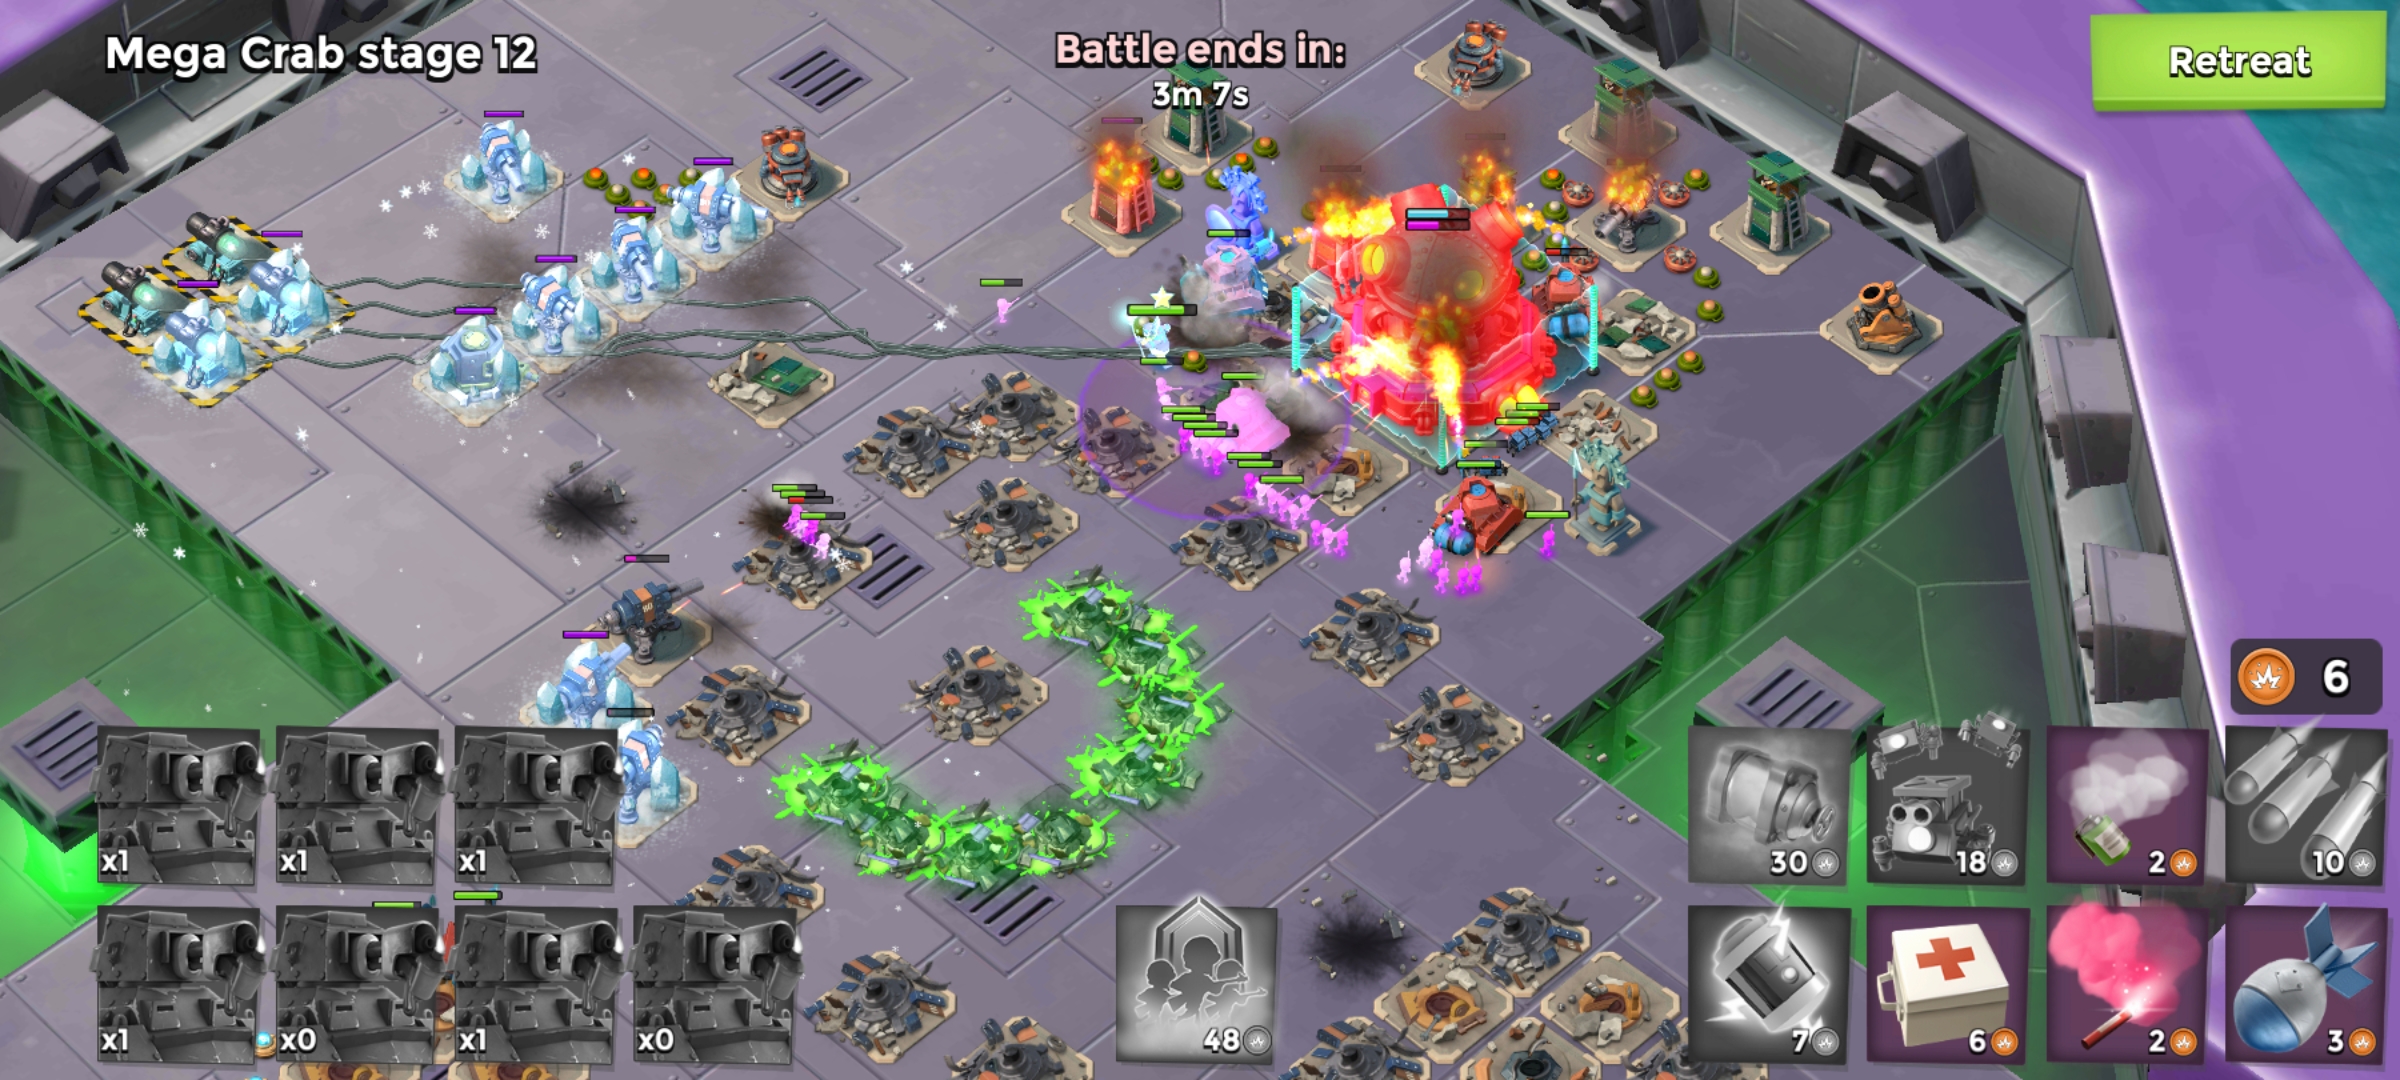 Mega Crab stage 12
Battle ends in:
3m 7s
Retreat
6
x1
x1
x1
30
18
2
10
x1
x0
x1
x0
48
7
6
2
3